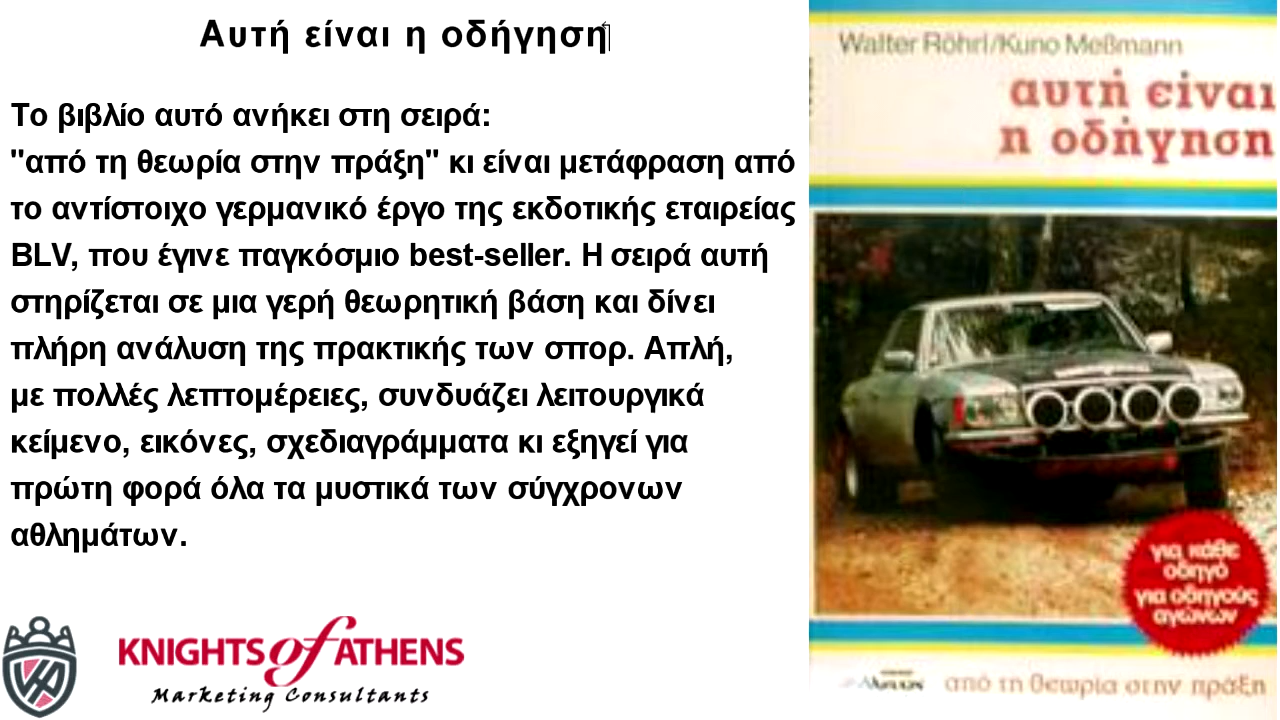 Αυτή είναι η οδήγηση
Το βιβλίο αυτό ανήκει στη σειρά:
"από τη θεωρία στην πράξη" κι είναι μετάφραση από
το αντίστοιχο γερμανικό έργο της εκδοτικής εταιρείας
BLV, που έγινε παγκόσμιο best-seller. Η σειρά αυτή
στηρίζεται σε μια γερή θεωρητική βάση και δίνει
πλήρη ανάλυση της πρακτικής των σπορ. Απλή,
με πολλές λεπτομέρειες, συνδυάζει λειτουργικά
κείμενο, εικόνες, σχεδιαγράμματα κι εξηγεί για
πρώτη φορά όλα τα μυστικά των σύγχρονων
αθλημάτων.
KNIGHTS of ATHENS
Marketing Consultants
Walter Röhrl/Kuno Meßmann
αυτή είναι
η οδήγηση
για κάθε
οδηγό
για οδηγούς
αγώνων
από τη θεωρία στην πράξη